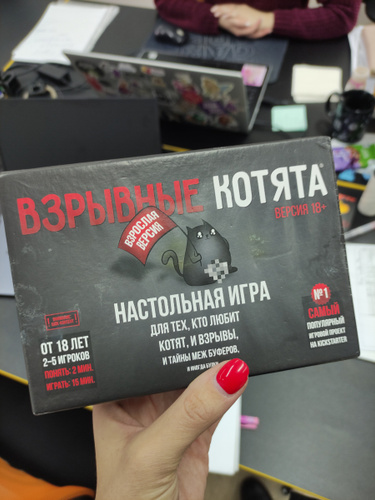 ВЗРЫВНЫЕ КОТЯТА
ВЕРСИЯ 18+
ВЗРОСЛАЯ
ВЕРСИЯ
НАСТОЛЬНАЯ ИГРА
ДЛЯ ТЕХ, КТО ЛЮБИТ
КОТЯТ, И ВЗРЫВЫ,
И ТАЙНЫ МЕЖ БУФЕРОВ,
ОТ 18 ЛЕТ
2-5 ИГРОКОВ
ПОНЯТЬ: 2 МИН.
ИГРАТЬ: 15 МИН.
№1
САМЫЙ
ПОПУЛЯРНЫЙ
ИГРОВОЙ ПРОЕКТ
НА KICKSTARTER